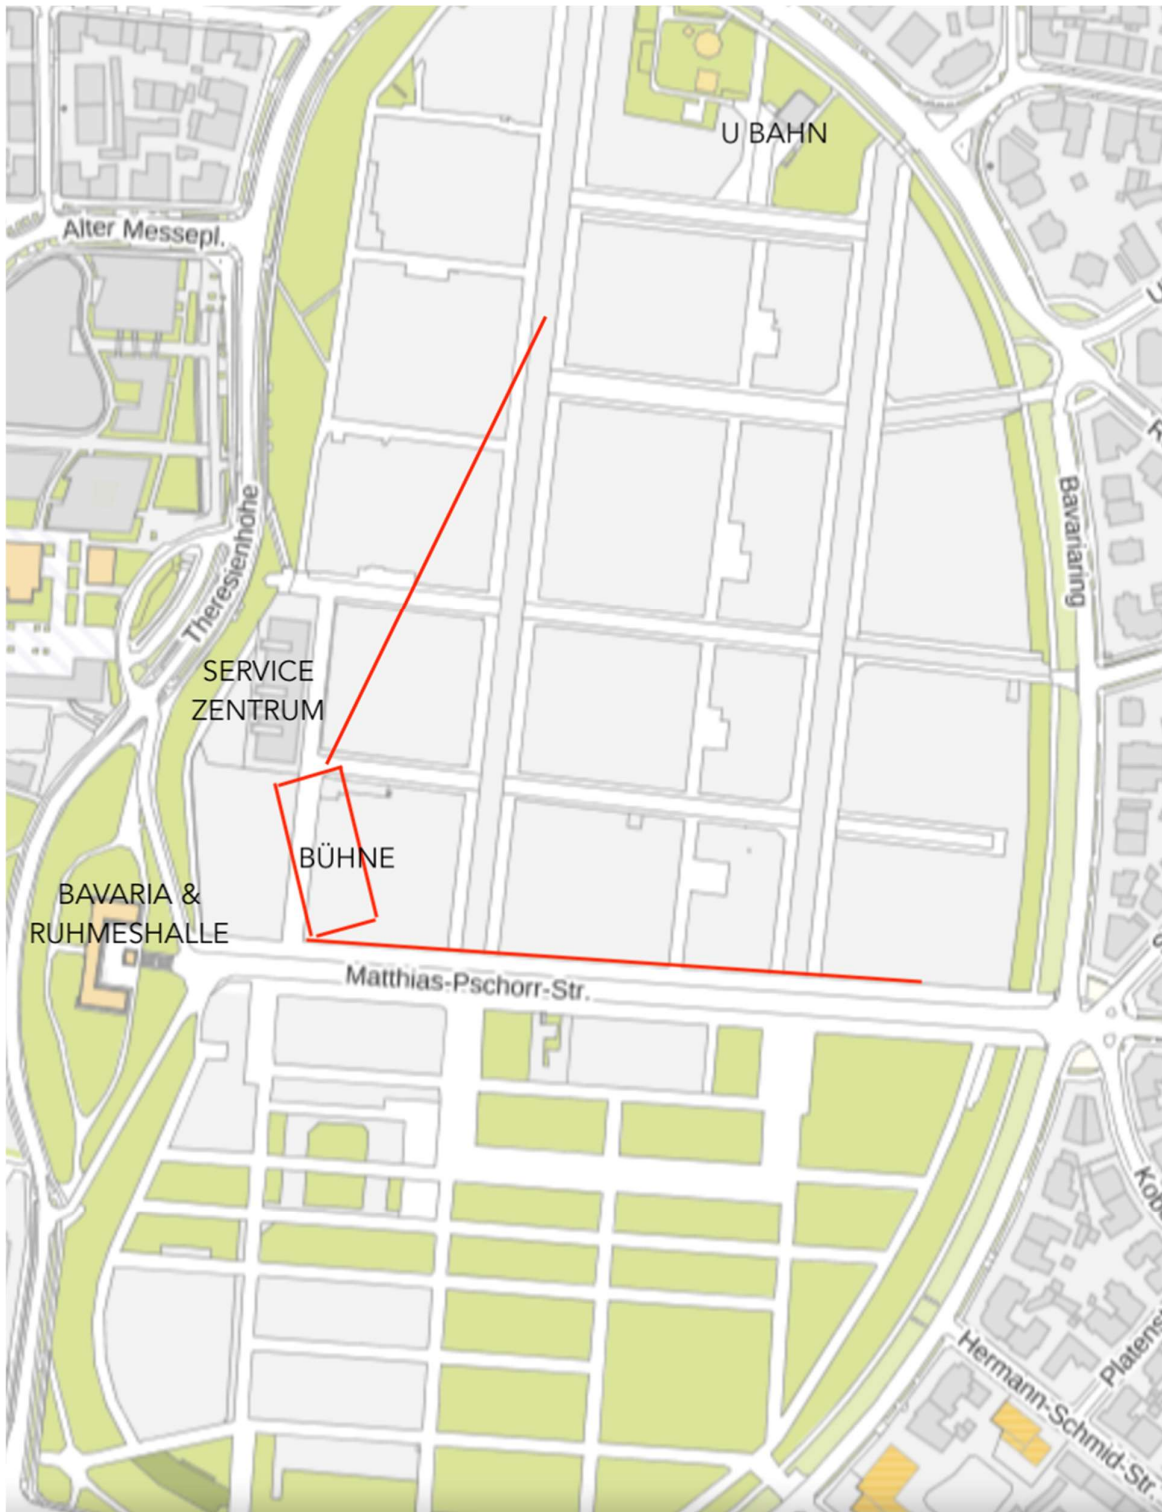 U BAHN
Alter Messepl.
Bavariaring
Theresienhöhe
SERVICE
ZENTRUM
BÜHNE
BAVARIA &
RUHMESHALLE
Matthias-Pschorr-Str.
Hermann-Schmid-Str.